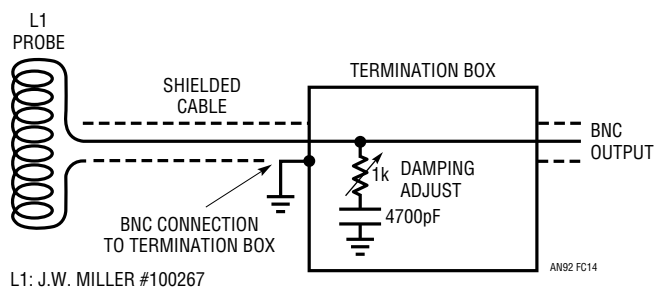 L1
PROBE
SHIELDED
CABLE
TERMINATION BOX
BNC
OUTPUT
1k
DAMPING
ADJUST
4700pF
BNC CONNECTION
TO TERMINATION BOX
AN92 FC14
L1: J.W. MILLER #100267